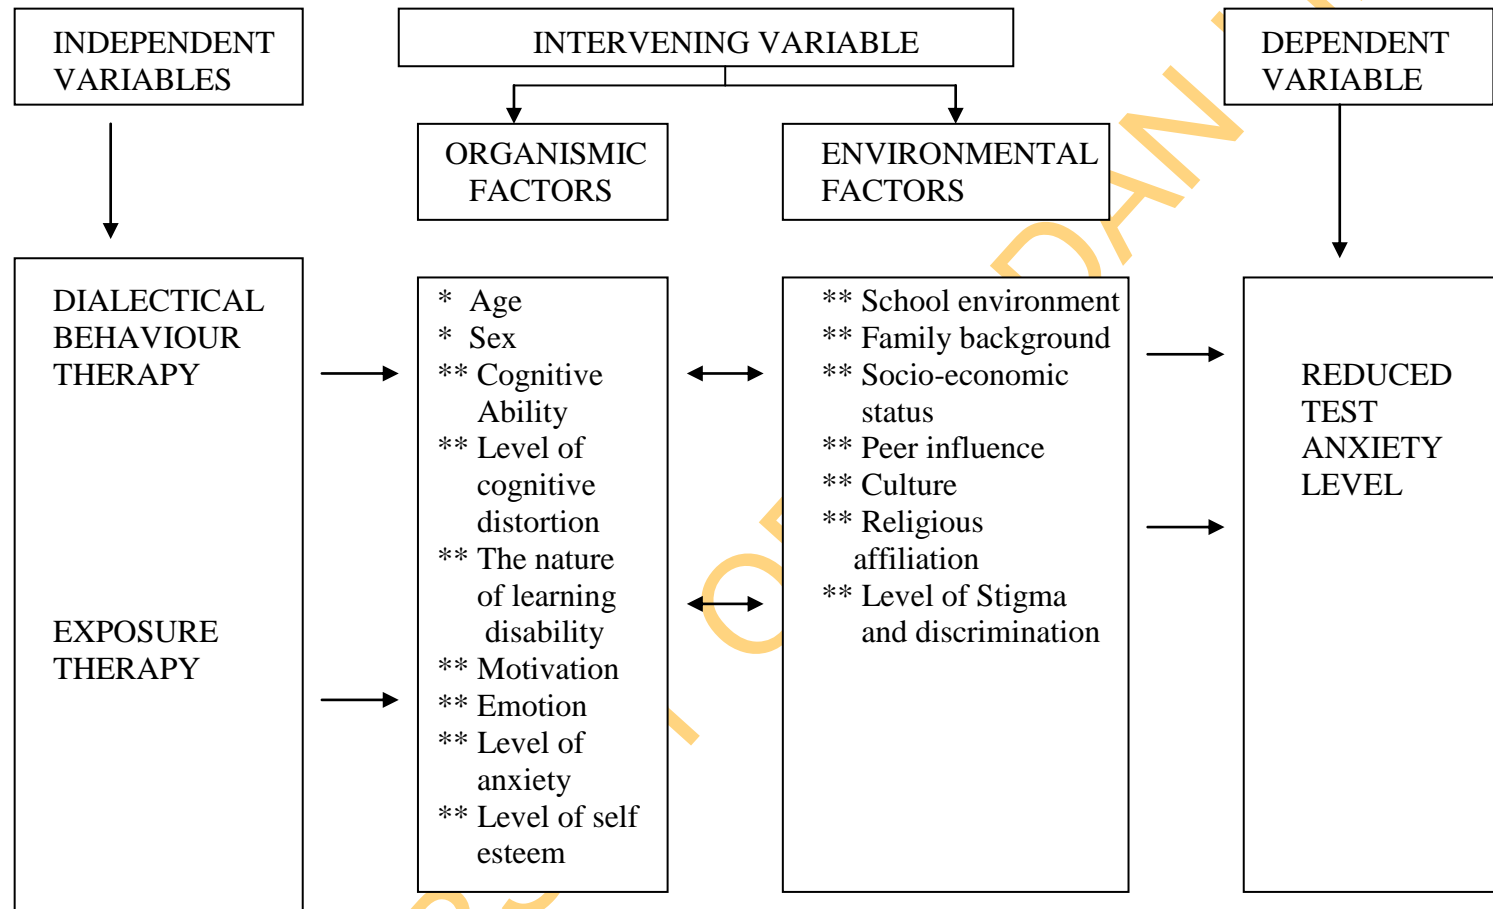 INDEPENDENT
VARIABLES
INTERVENING VARIABLE
DEPENDENT
VARIABLE
ORGANISMIC
FACTORS
ENVIRONMENTAL
FACTORS
DIALECTICAL
BEHAVIOUR
THERAPY
EXPOSURE
THERAPY
* Age
* Sex
** Cognitive
Ability
** Level of
cognitive
distortion
** The nature
of learning
disability
** Motivation
** Emotion
** Level of
anxiety
** Level of self
esteem
** School environment
** Family background
** Socio-economic
status
** Peer influence
** Culture
** Religious
affiliation
** Level of Stigma
and discrimination
REDUCED
TEST
ANXIETY
LEVEL